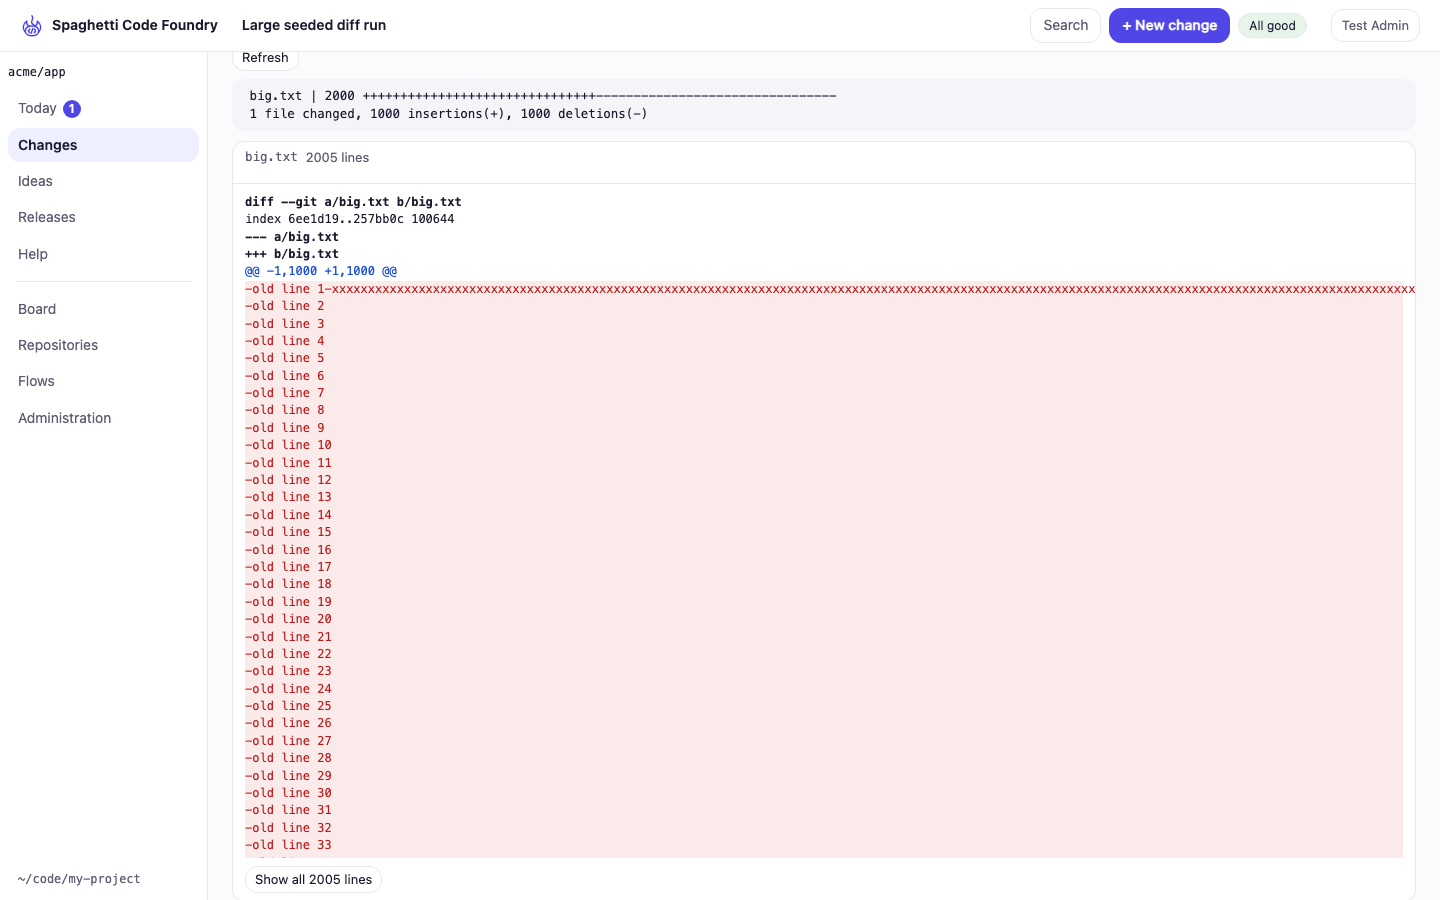 Spaghetti Code Foundry
Large seeded diff run
Search
+ New change
All good
Test Admin
acme/app
Today 1
Changes
Ideas
Releases
Help
Board
Repositories
Flows
Administration
~/code/my-project
Refresh
big.txt | 2000 +++++++++++++++++++++++++++++++--------------------------------
1 file changed, 1000 insertions(+), 1000 deletions(-)
big.txt 2005 lines
diff --git a/big.txt b/big.txt
index 6ee1d19..257bb0c 100644
--- a/big.txt
+++ b/big.txt
@@ -1,1000 +1,1000 @@
-old line 1-xxxxxxxxxxxxxxxxxxxxxxxxxxxxxxxxxxxxxxxxxxxxxxxxxxxxxxxxxxxxxxxxxxxxxxxxxxxxxxxxxxxxxxxxxxxxxxxxxxxxxxxxxxxxxxxxxxxxxxxxxxxxxxxxxxxxxxxxxxxxxxxxxx
-old line 2
-old line 3
-old line 4
-old line 5
-old line 6
-old line 7
-old line 8
-old line 9
-old line 10
-old line 11
-old line 12
-old line 13
-old line 14
-old line 15
-old line 16
-old line 17
-old line 18
-old line 19
-old line 20
-old line 21
-old line 22
-old line 23
-old line 24
-old line 25
-old line 26
-old line 27
-old line 28
-old line 29
-old line 30
-old line 31
-old line 32
-old line 33
Show all 2005 lines